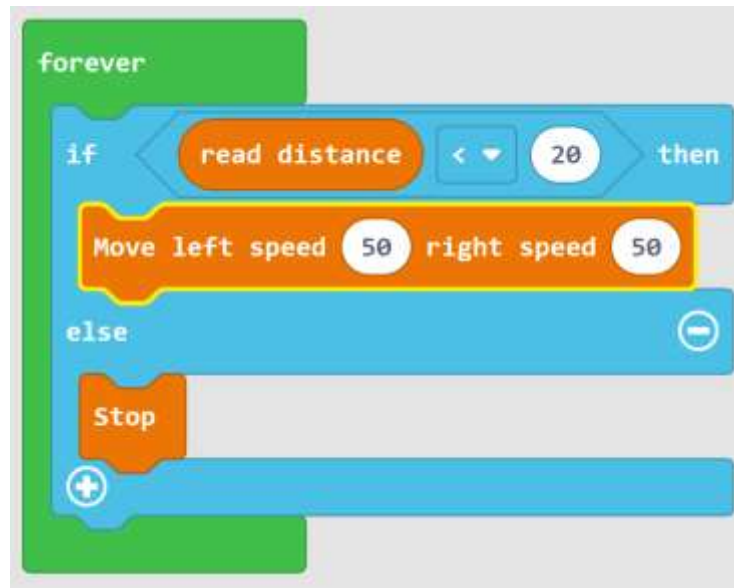 forever
if read distance < 20 then
Move left speed 50 right speed 50
else
Stop